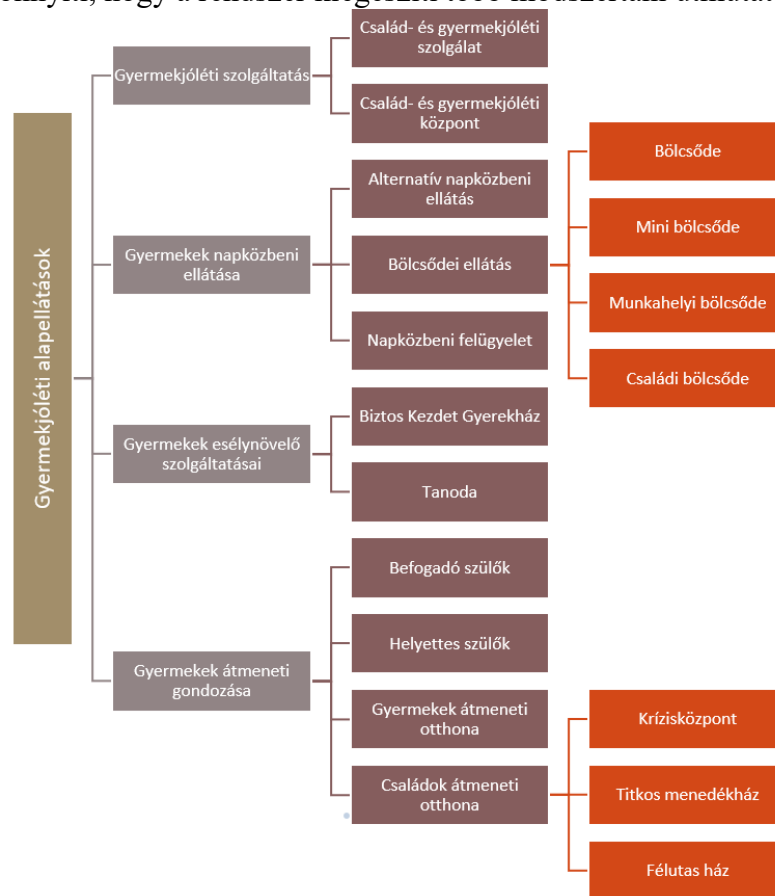 hogy a rendszer
Gyermekjóléti alapellátások
Gyermekjóléti szolgáltatás
Család- és gyermekjóléti
szolgálat
Család- és gyermekjóléti
központ
Gyermekek napközbeni
ellátása
Alternatív napközbeni
ellátás
Bölcsődei ellátás
Bölcsőde
Mini bölcsőde
Munkahelyi bölcsőde
Családi bölcsőde
Napközbeni felügyelet
Gyermekek esélynövelő
szolgáltatásai
Biztos Kezdet Gyerekház
Tanoda
Gyermekek átmeneti
gondozása
Befogadó szülők
Helyettes szülők
Gyermekek átmeneti
otthona
Családok átmeneti
otthona
Krízisközpont
Titkos menedékház
Félutas ház